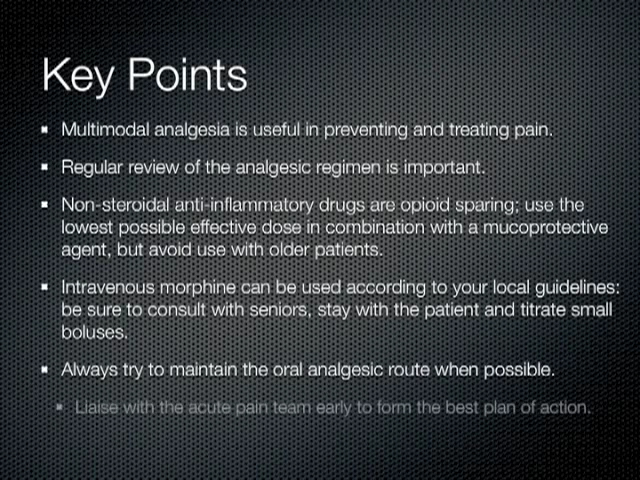 Key Points
Multimodal analgesia is useful in preventing and treating pain.
Regular review of the analgesic regimen is important.
Non-steroidal anti-inflammatory drugs are opioid sparing; use the
lowest possible effective dose in combination with a mucoprotective
agent, but avoid use with older patients.
Intravenous morphine can be used according to your local guidelines:
be sure to consult with seniors, stay with the patient and titrate small
boluses.
Always try to maintain the oral analgesic route when possible.
Liaise with the acute pain team early to form the best plan of action.